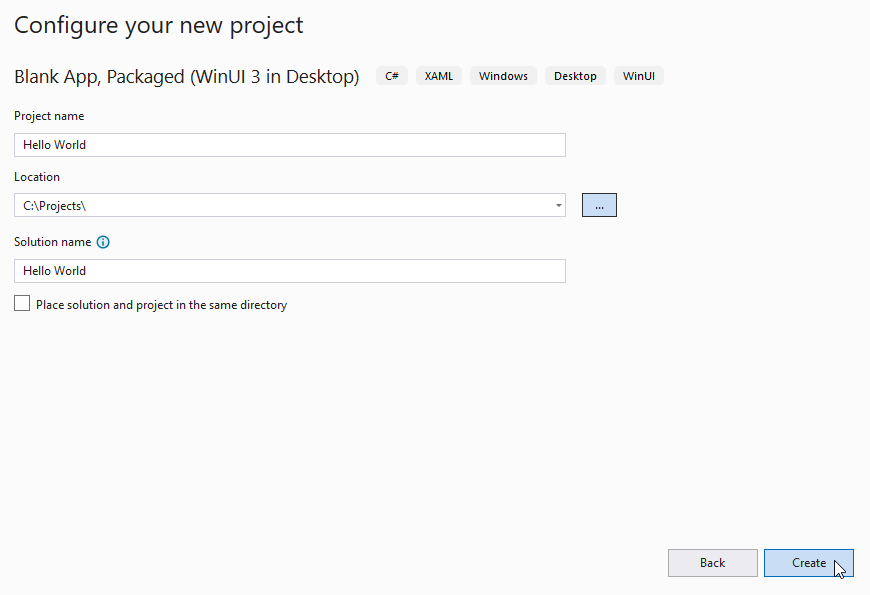 Configure your new project
Blank App, Packaged (WinUI 3 in Desktop) C# XAML Windows Desktop WinUI
Project name
Hello World
Location
C:\Projects\
...
Solution name
Hello World
Place solution and project in the same directory
Back Create